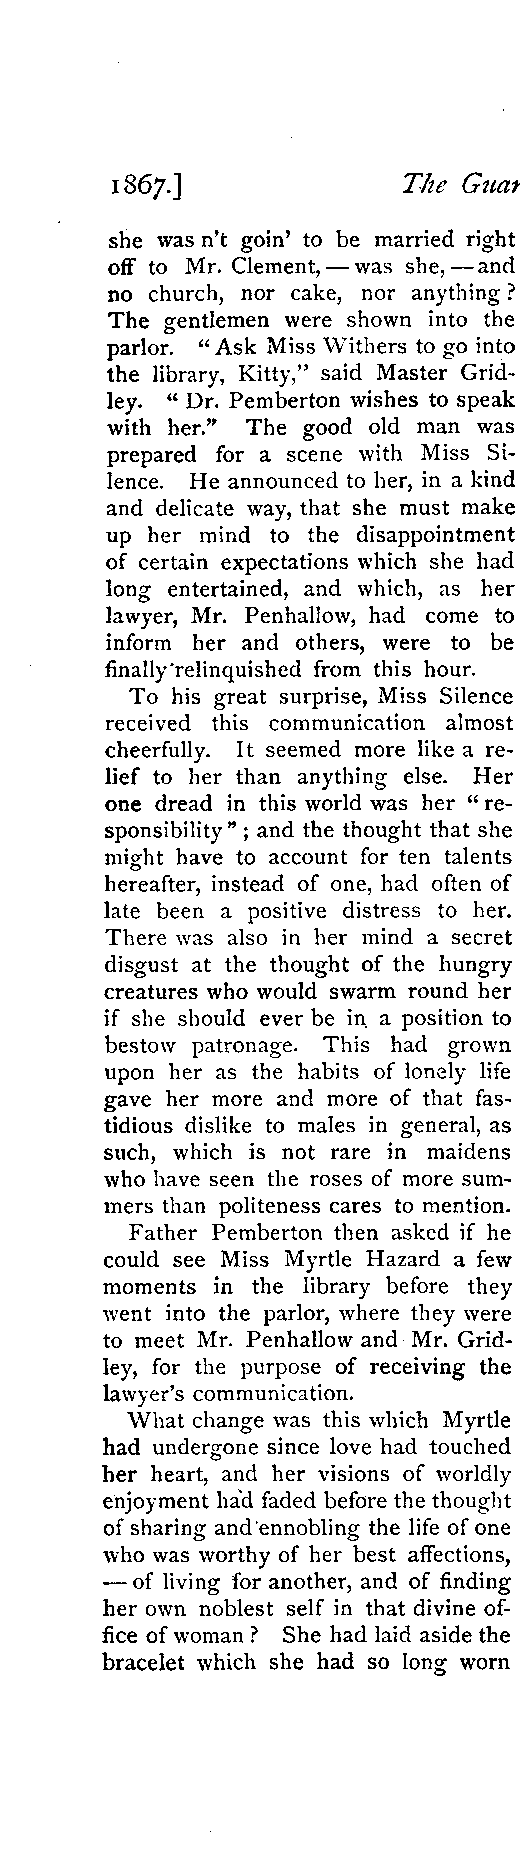 1867.] The Guar
she was n't goin' to be married right
off to Mr. Clement, — was she, — and
no church, nor cake, nor anything?
The gentlemen were shown into the
parlor. "Ask Miss Withers to go into
the library, Kitty," said Master Grid-
ley. "Dr. Pemberton wishes to speak
with her." The good old man was
prepared for a scene with Miss Si-
lence. He announced to her, in a kind
and delicate way, that she must make
up her mind to the disappointment
of certain expectations which she had
long entertained, and which, as her
lawyer, Mr. Penhallow, had come to
inform her and others, were to be
finally relinquished from this hour.
To his great surprise, Miss Silence
received this communication almost
cheerfully. It seemed more like a re-
lief to her than anything else. Her
one dread in this world was her "re-
sponsibility"; and the thought that she
might have to account for ten talents
hereafter, instead of one, had often of
late been a positive distress to her.
There was also in her mind a secret
disgust at the thought of the hungry
creatures who would swarm round her
if she should ever be in a position to
bestow patronage. This had grown
upon her as the habits of lonely life
gave her more and more of that fas-
tidious dislike to males in general, as
such, which is not rare in maidens
who have seen the roses of more sum-
mers than politeness cares to mention.
Father Pemberton then asked if he
could see Miss Myrtle Hazard a few
moments in the library before they
went into the parlor, where they were
to meet Mr. Penhallow and Mr. Grid-
ley, for the purpose of receiving the
lawyer's communication.
What change was this which Myrtle
had undergone since love had touched
her heart, and her visions of worldly
enjoyment had faded before the thought
of sharing and ennobling the life of one
who was worthy of her best affections,
— of living for another, and of finding
her own noblest self in that divine of-
fice of woman? She had laid aside the
bracelet which she had so long worn